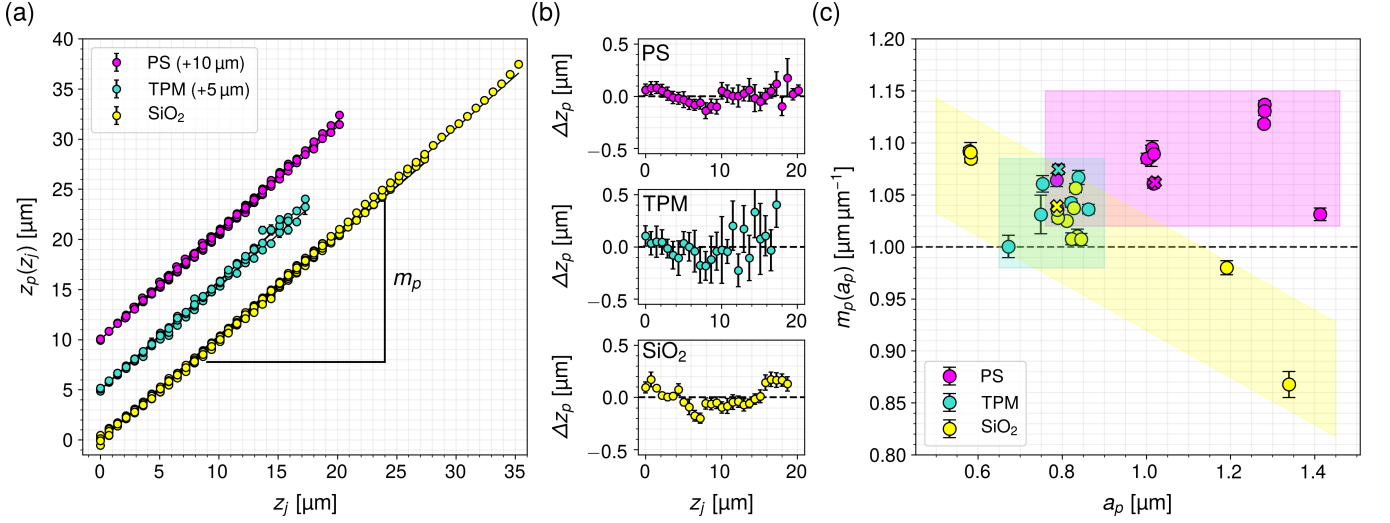 (a)
40
35
30
25
20
15
10
5
0
z_p(z_j) [µm]
PS (+10 µm)
TPM (+5 µm)
SiO₂
m_p
0 5 10 15 20 25 30 35
z_j [µm]
(b)
PS
0.5
0.0
−0.5
Δz_p [µm]
0 10 20
TPM
0.5
0.0
−0.5
Δz_p [µm]
0 10 20
SiO₂
0.5
0.0
−0.5
Δz_p [µm]
0 10 20
z_j [µm]
(c)
1.20
1.15
1.10
1.05
1.00
0.95
0.90
0.85
0.80
m_p(a_p) [µm µm⁻¹]
PS
TPM
SiO₂
0.6 0.8 1.0 1.2 1.4
a_p [µm]